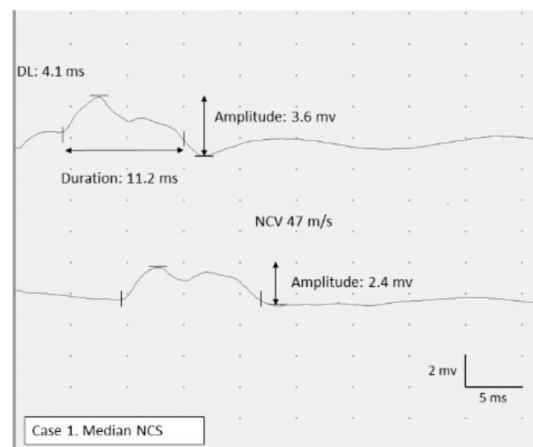 DL: 4.1 ms
Amplitude: 3.6 mv
Duration: 11.2 ms
NCV 47 m/s
Amplitude: 2.4 mv
2 mv
5 ms
Case 1. Median NCS